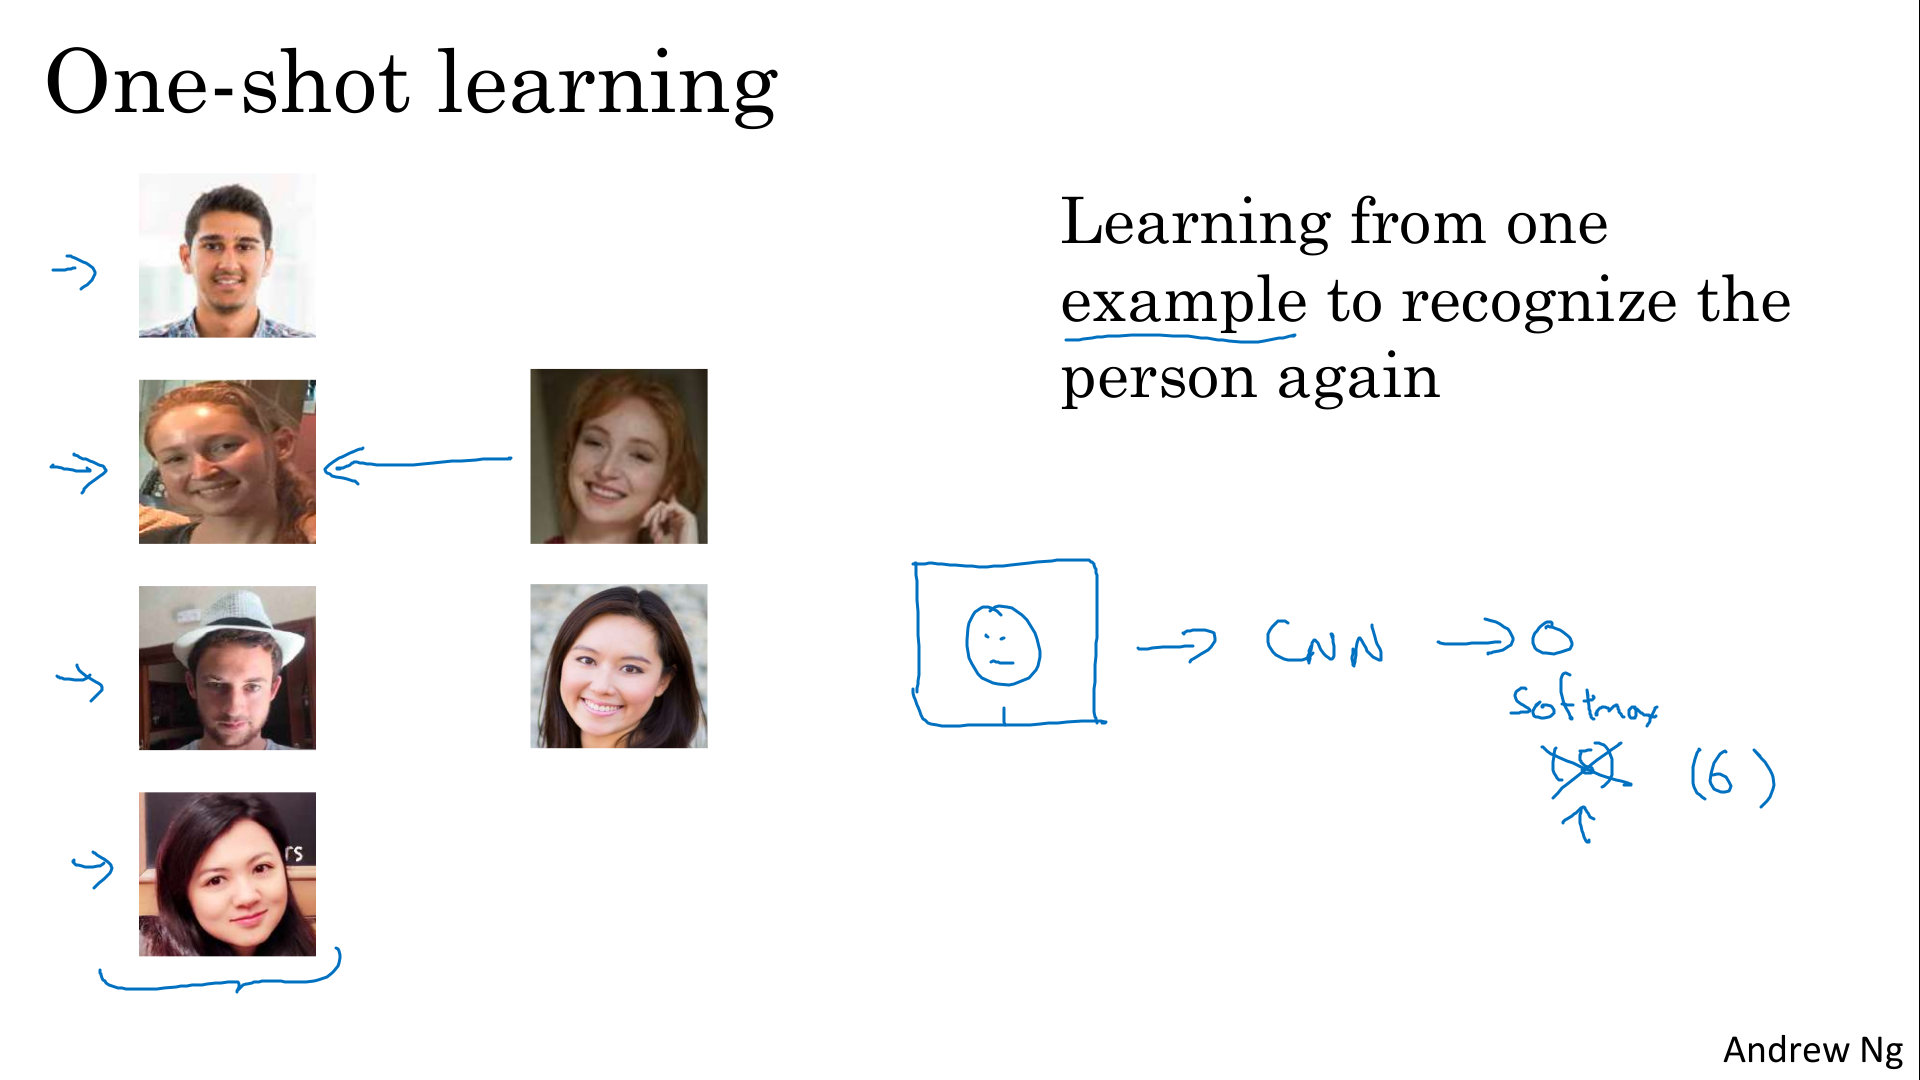 One-shot learning
Learning from one
example to recognize the
person again
CNN
softmax
(5)
(6)
rs
Andrew Ng